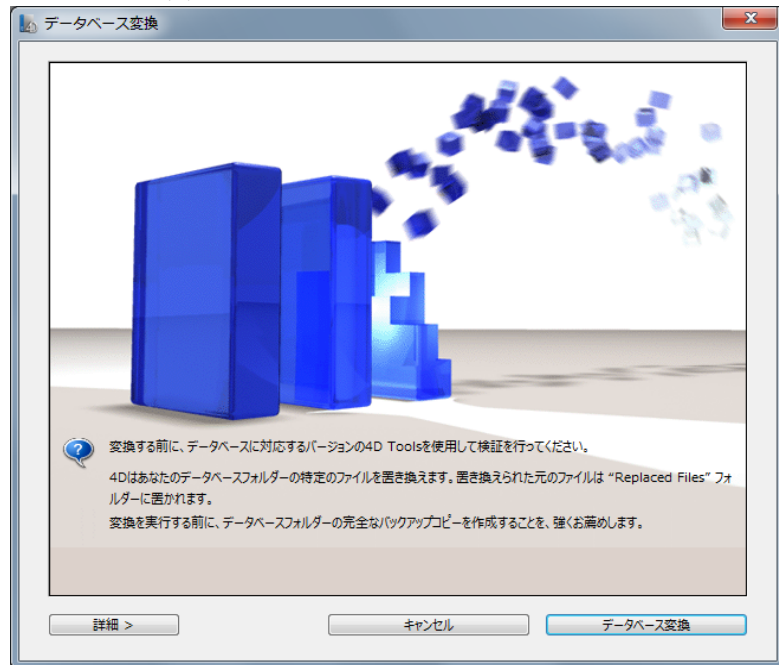 データベース変換
変換する前に、データベースに対応するバージョンの4D Toolsを使用して検証を行ってください。
4Dはあなたのデータベースフォルダーの特定のファイルを置き換えます。置き換えられた元のファイルは “Replaced Files” フォ
ルダーに置かれます。
変換を実行する前に、データベースフォルダーの完全なバックアップコピーを作成することを、強くお薦めします。
詳細 >
キャンセル
データベース変換